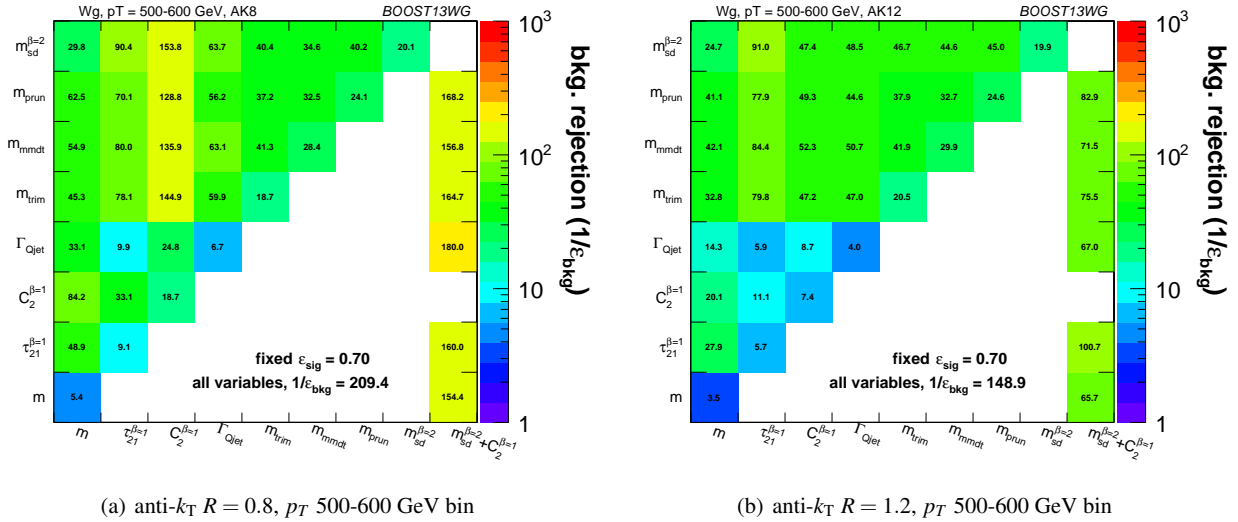 Wg, pT = 500-600 GeV, AK8 BOOST13WG
m_sd^β=2 29.8 90.4 153.8 63.7 40.4 34.6 40.2 20.1
m_prun 62.5 70.1 128.8 56.2 37.2 32.5 24.1 168.2
m_mmdt 54.9 80.0 135.9 63.1 41.3 28.4 156.8
m_trim 45.3 78.1 144.9 59.9 18.7 164.7
Γ_Qjet 33.1 9.9 24.8 6.7 180.0
C_2^β=1 84.2 33.1 18.7
τ_21^β=1 48.9 9.1 160.0
fixed ε_sig = 0.70
all variables, 1/ε_bkg = 209.4
m 5.4 154.4
m τ_21^β=1 C_2^β=1 Γ_Qjet m_trim m_mmdt m_prun m_sd^β=2 m_sd^β=2+C_2^β=1
10^3
10^2
10
1
bkg. rejection (1/ε_bkg)
(a) anti-k_T R = 0.8, p_T 500-600 GeV bin
Wg, pT = 500-600 GeV, AK12 BOOST13WG
m_sd^β=2 24.7 91.0 47.4 48.5 46.7 44.6 45.0 19.9
m_prun 41.1 77.9 49.3 44.6 37.9 32.7 24.6 82.9
m_mmdt 42.1 84.4 52.3 50.7 41.9 29.9 71.5
m_trim 32.8 79.8 47.2 47.0 20.5 75.5
Γ_Qjet 14.3 5.9 8.7 4.0 67.0
C_2^β=1 20.1 11.1 7.4
τ_21^β=1 27.9 5.7 100.7
fixed ε_sig = 0.70
all variables, 1/ε_bkg = 148.9
m 3.5 65.7
m τ_21^β=1 C_2^β=1 Γ_Qjet m_trim m_mmdt m_prun m_sd^β=2 m_sd^β=2+C_2^β=1
10^3
10^2
10
1
bkg. rejection (1/ε_bkg)
(b) anti-k_T R = 1.2, p_T 500-600 GeV bin